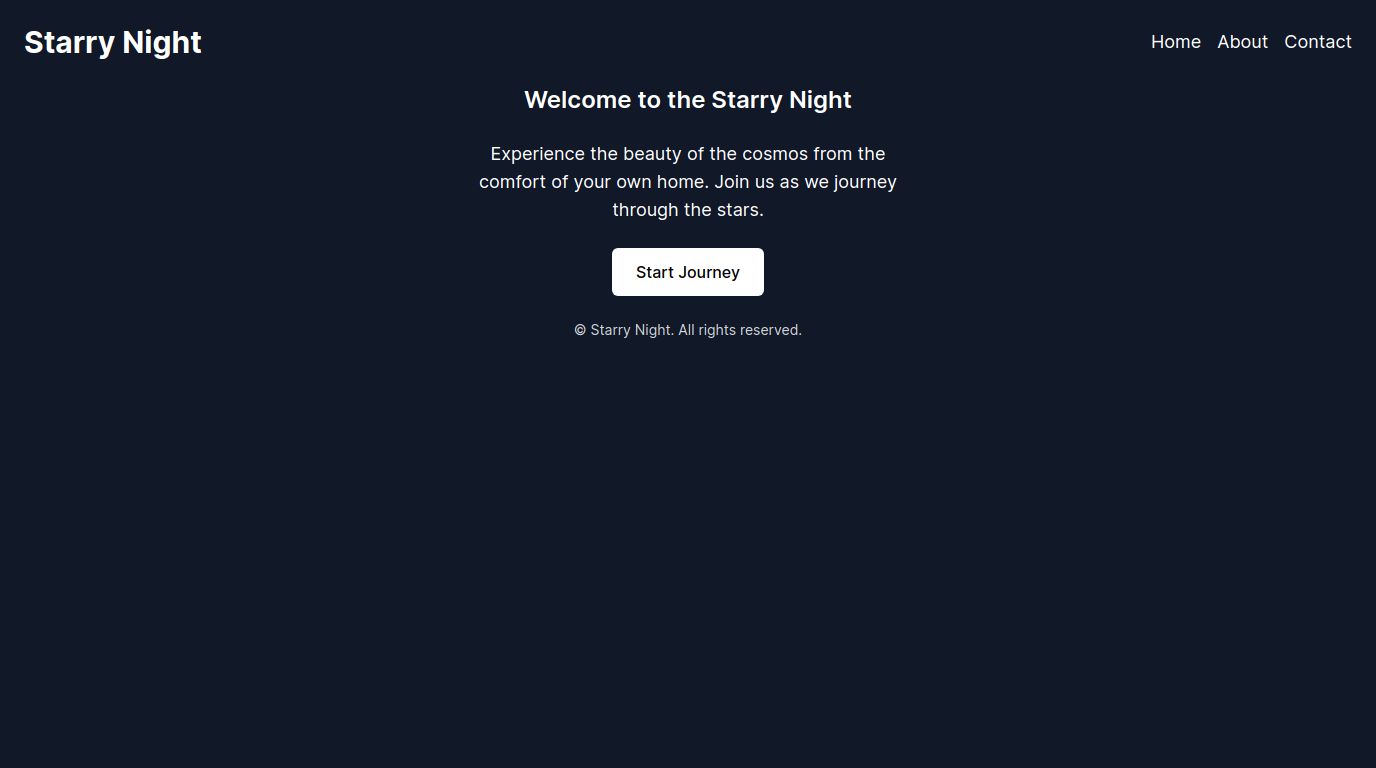 Starry Night
Home About Contact
Welcome to the Starry Night
Experience the beauty of the cosmos from the
comfort of your own home. Join us as we journey
through the stars.
Start Journey
© Starry Night. All rights reserved.